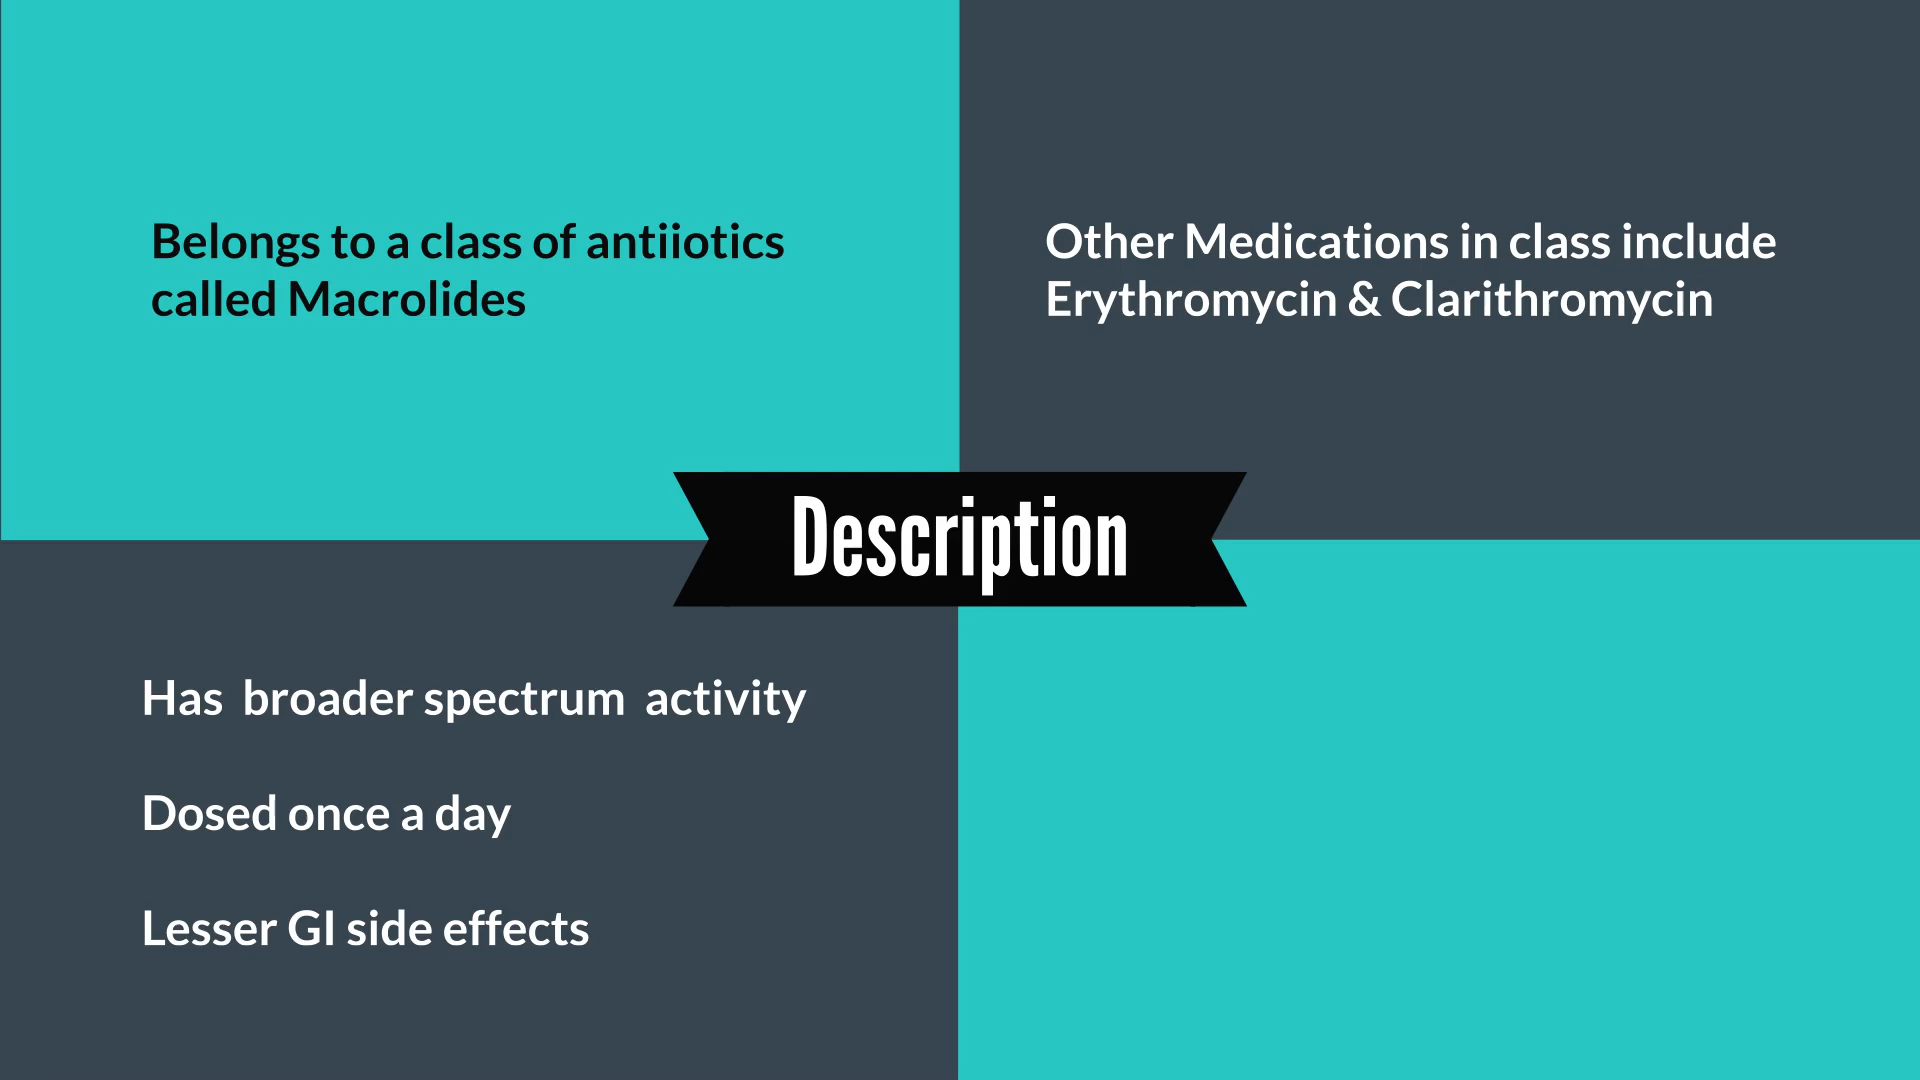 Belongs to a class of antiiotics
called Macrolides
Other Medications in class include
Erythromycin & Clarithromycin
Description
Has broader spectrum activity
Dosed once a day
Lesser GI side effects